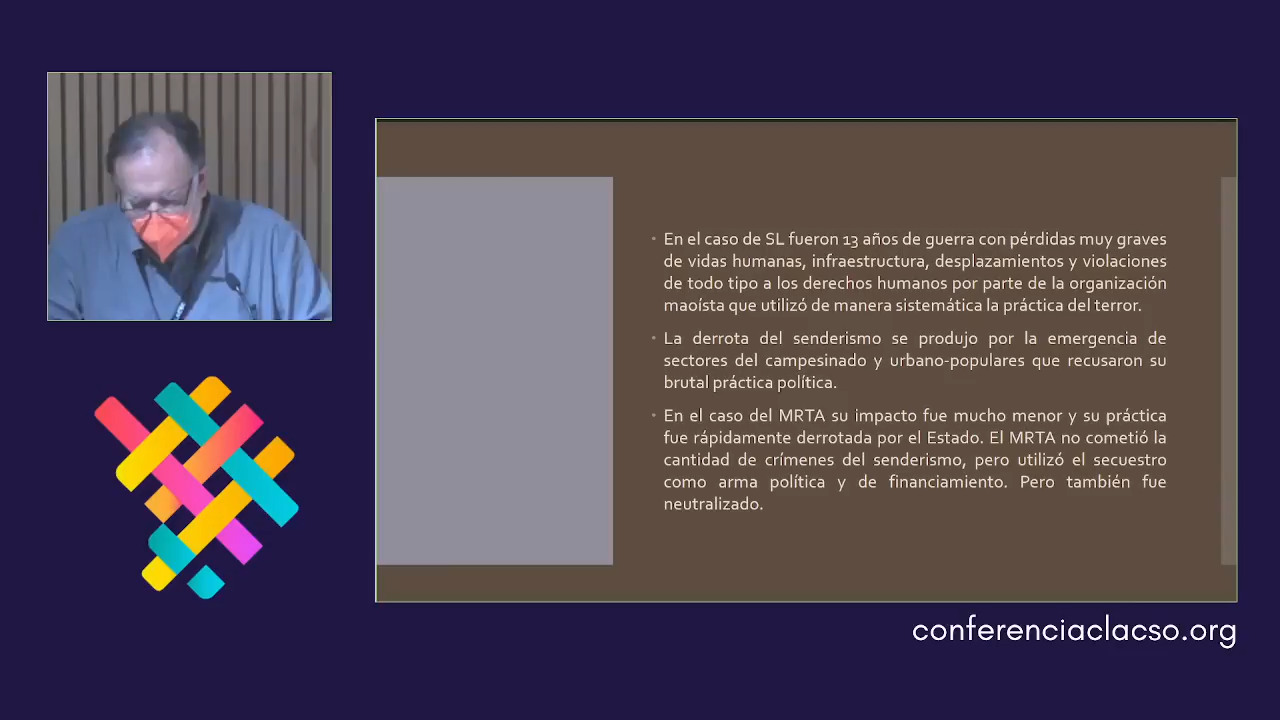 • En el caso de SL fueron 13 años de guerra con pérdidas muy graves
de vidas humanas, infraestructura, desplazamientos y violaciones
de todo tipo a los derechos humanos por parte de la organización
maoísta que utilizó de manera sistemática la práctica del terror.
• La derrota del senderismo se produjo por la emergencia de
sectores del campesinado y urbano-populares que recusaron su
brutal práctica política.
• En el caso del MRTA su impacto fue mucho menor y su práctica
fue rápidamente derrotada por el Estado. El MRTA no cometió la
cantidad de crímenes del senderismo, pero utilizó el secuestro
como arma política y de financiamiento. Pero también fue
neutralizado.
conferenciaclacso.org